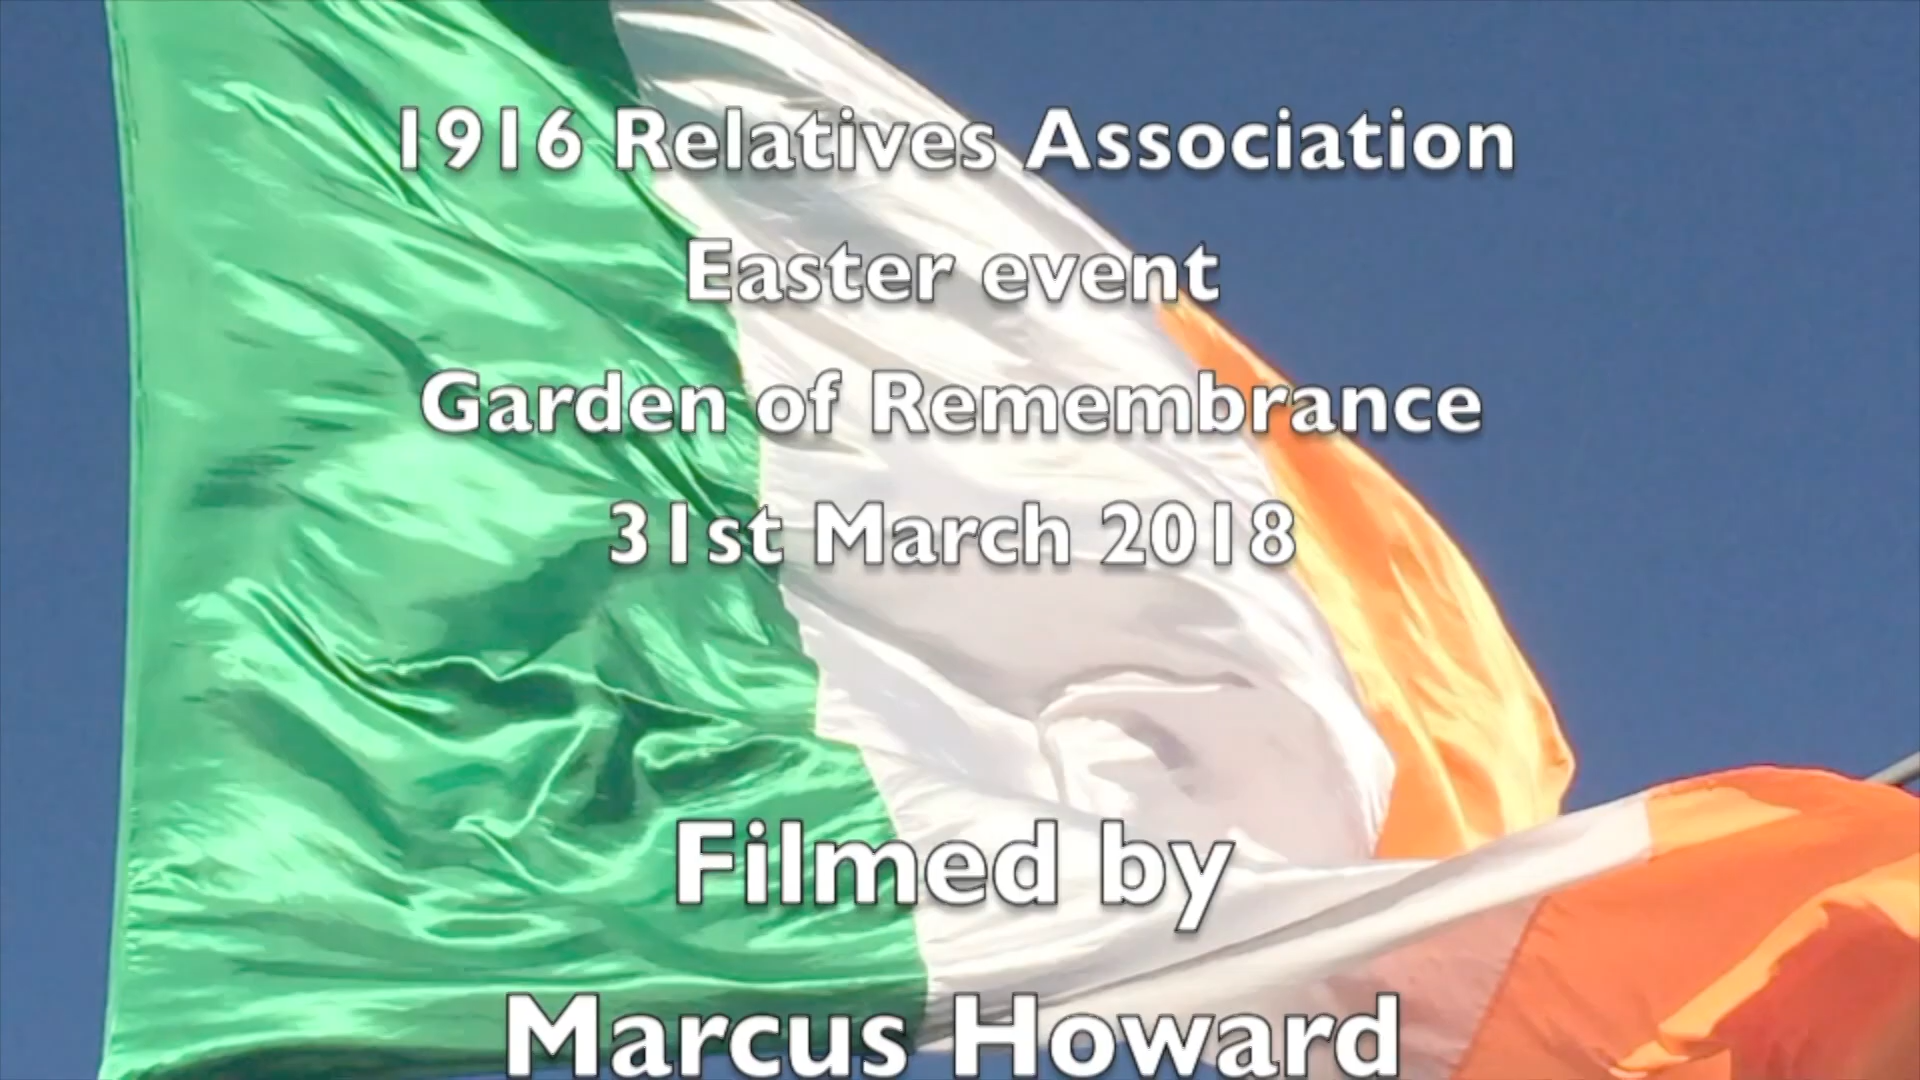 1916 Relatives Association
Easter event
Garden of Remembrance
31st March 2018
Filmed by
Marcus Howard